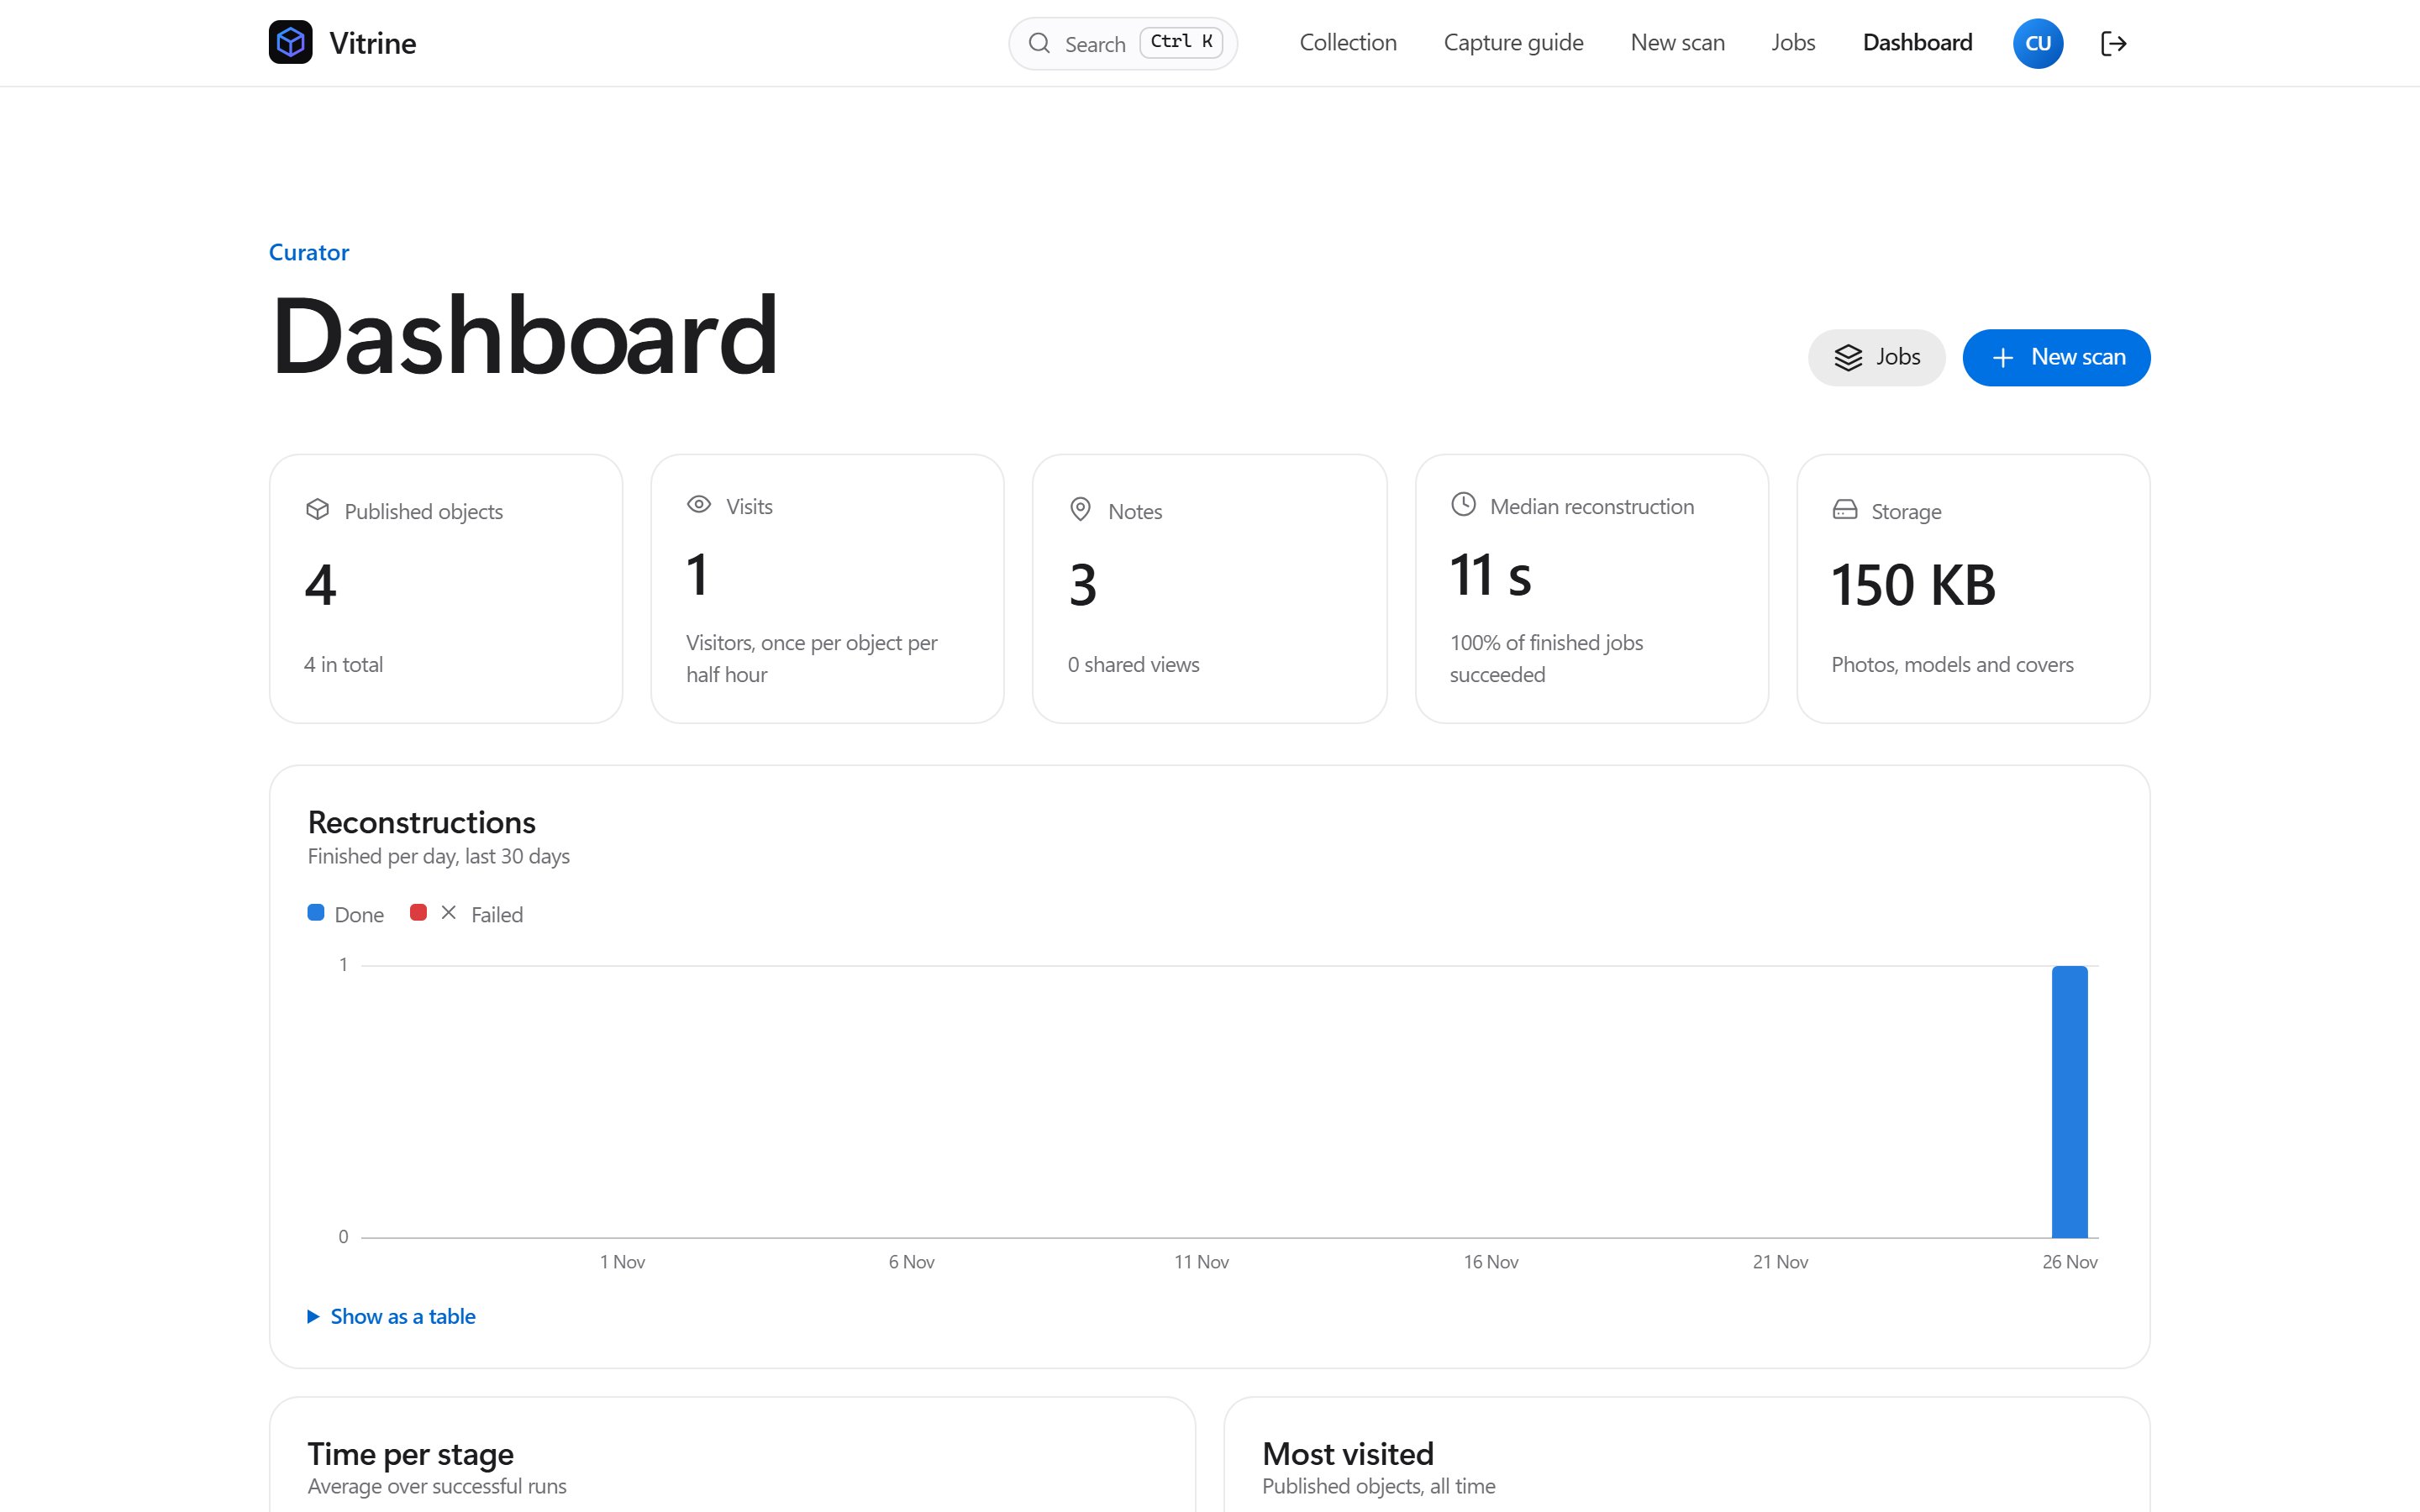 Vitrine
Search Ctrl K
Collection
Capture guide
New scan
Jobs
Dashboard
CU
Curator
Dashboard
Jobs
New scan
Published objects
4
4 in total
Visits
1
Visitors, once per object per
half hour
Notes
3
0 shared views
Median reconstruction
11 s
100% of finished jobs
succeeded
Storage
150 KB
Photos, models and covers
Reconstructions
Finished per day, last 30 days
Done
Failed
1
0
1 Nov
6 Nov
11 Nov
16 Nov
21 Nov
26 Nov
Show as a table
Time per stage
Average over successful runs
Most visited
Published objects, all time